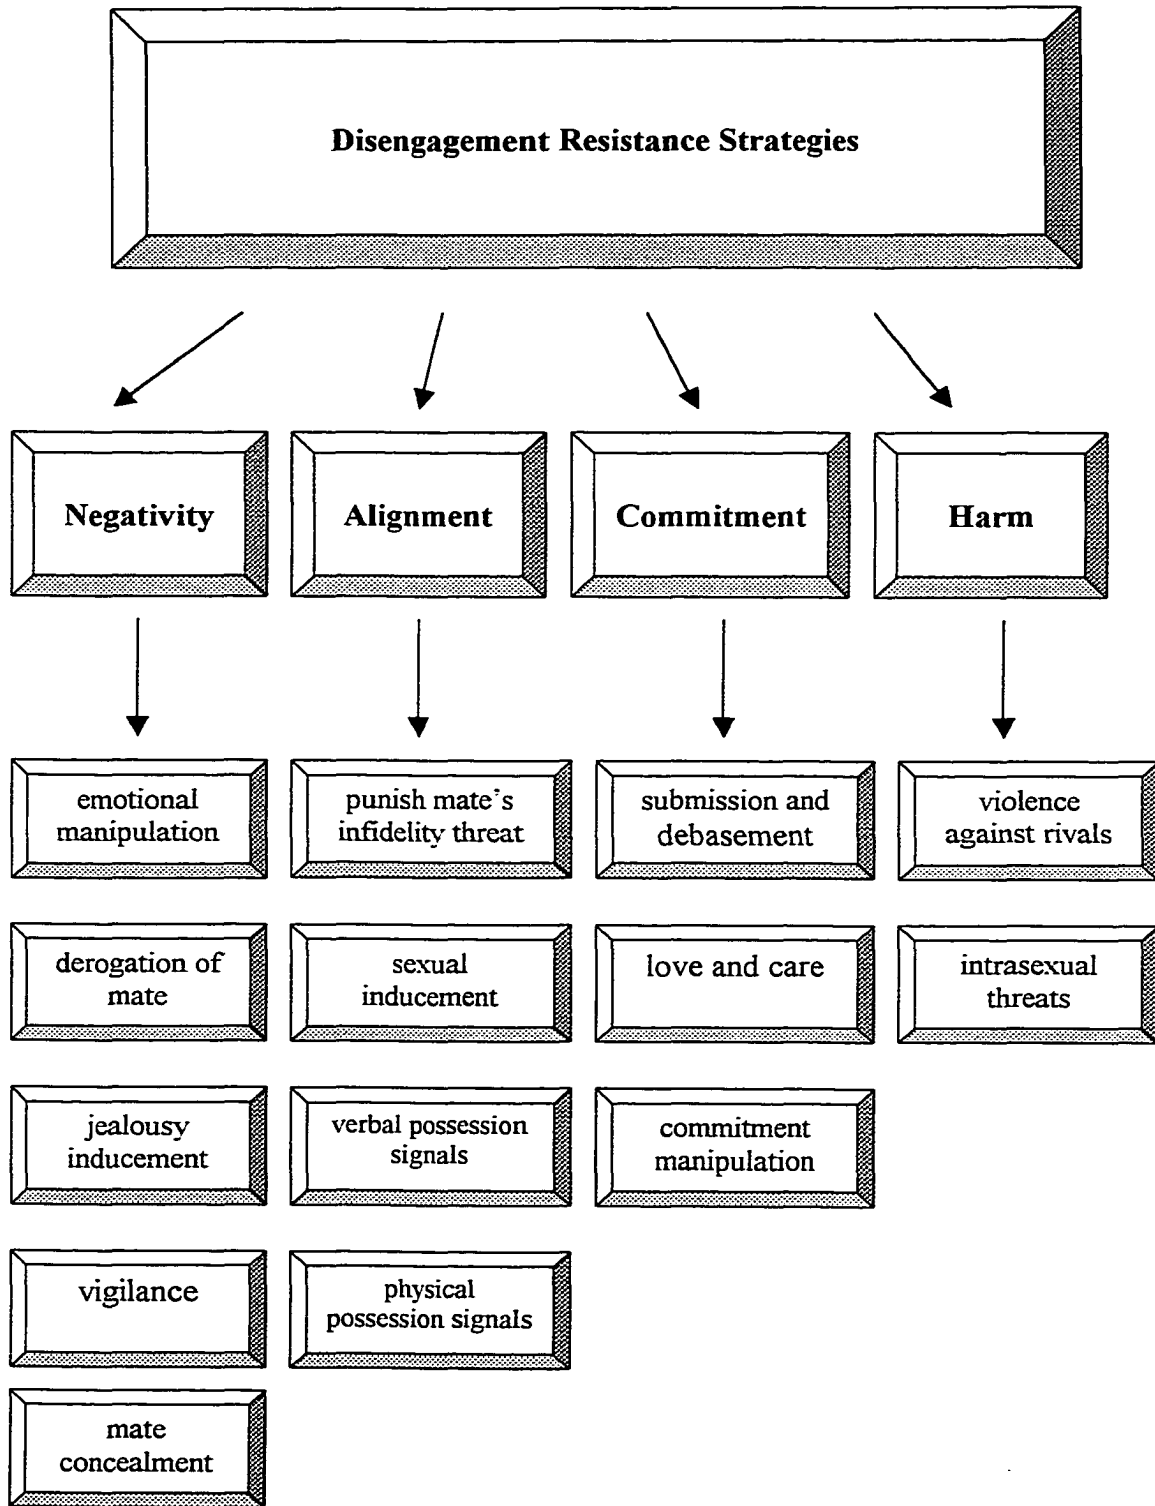 Disengagement Resistance Strategies
Negativity
Alignment
Commitment
Harm
emotional
manipulation
punish mate's
infidelity threat
submission and
debasement
violence
against rivals
derogation of
mate
sexual
inducement
love and care
intrasexual
threats
jealousy
inducement
verbal possession
signals
commitment
manipulation
vigilance
physical
possession signals
mate
concealment